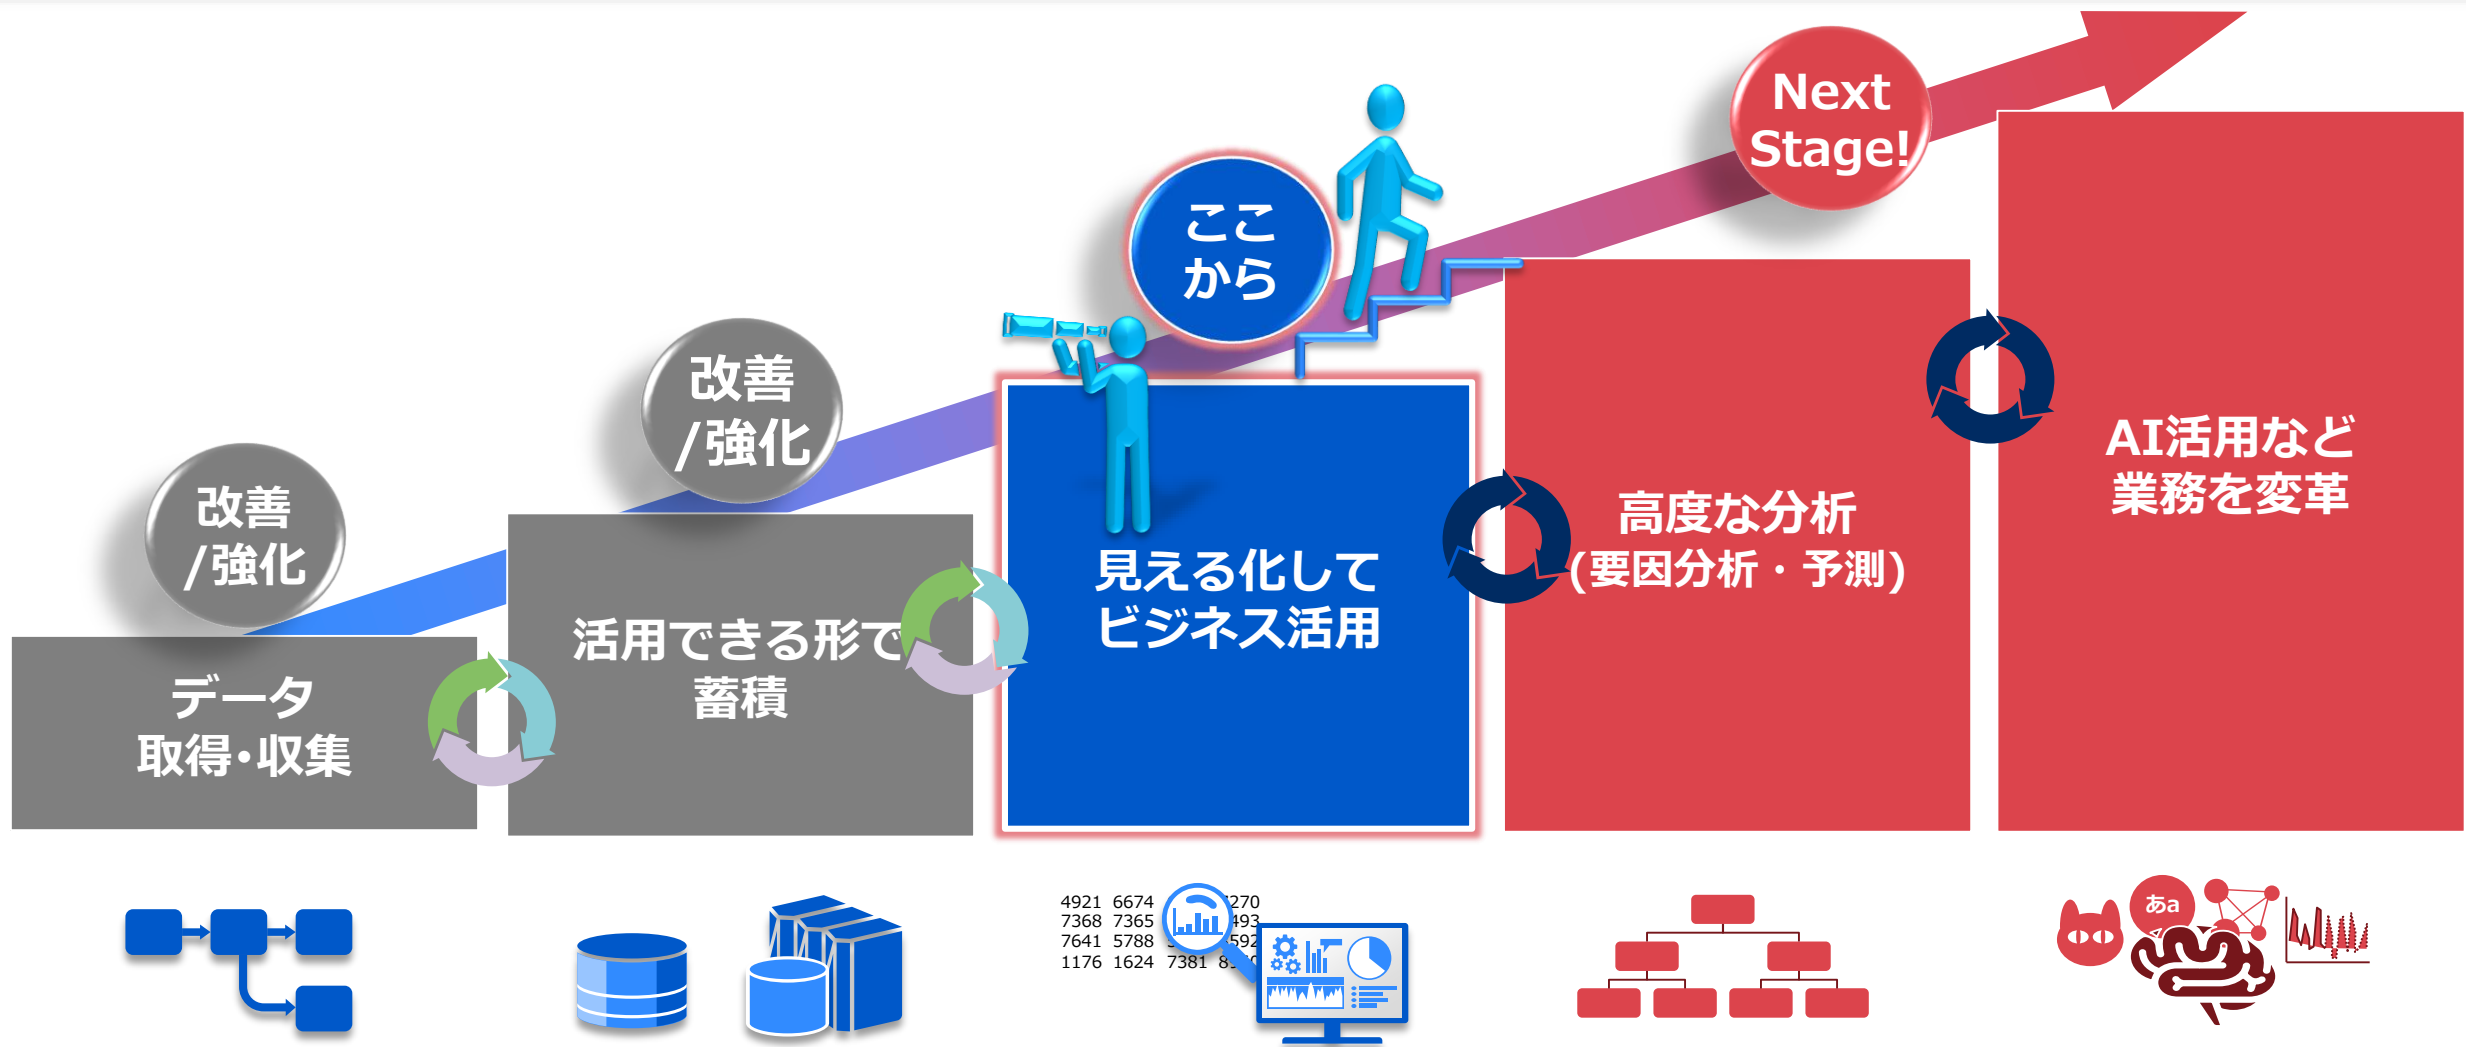 改善
/強化
改善
/強化
ここ
から
Next
Stage!
データ
取得･収集
活用できる形で
蓄積
見える化して
ビジネス活用
高度な分析
(要因分析・予測)
AI活用など
業務を変革
4921 6674 270
7368 7365 493
7641 5788 592
1176 1624 7381
あa